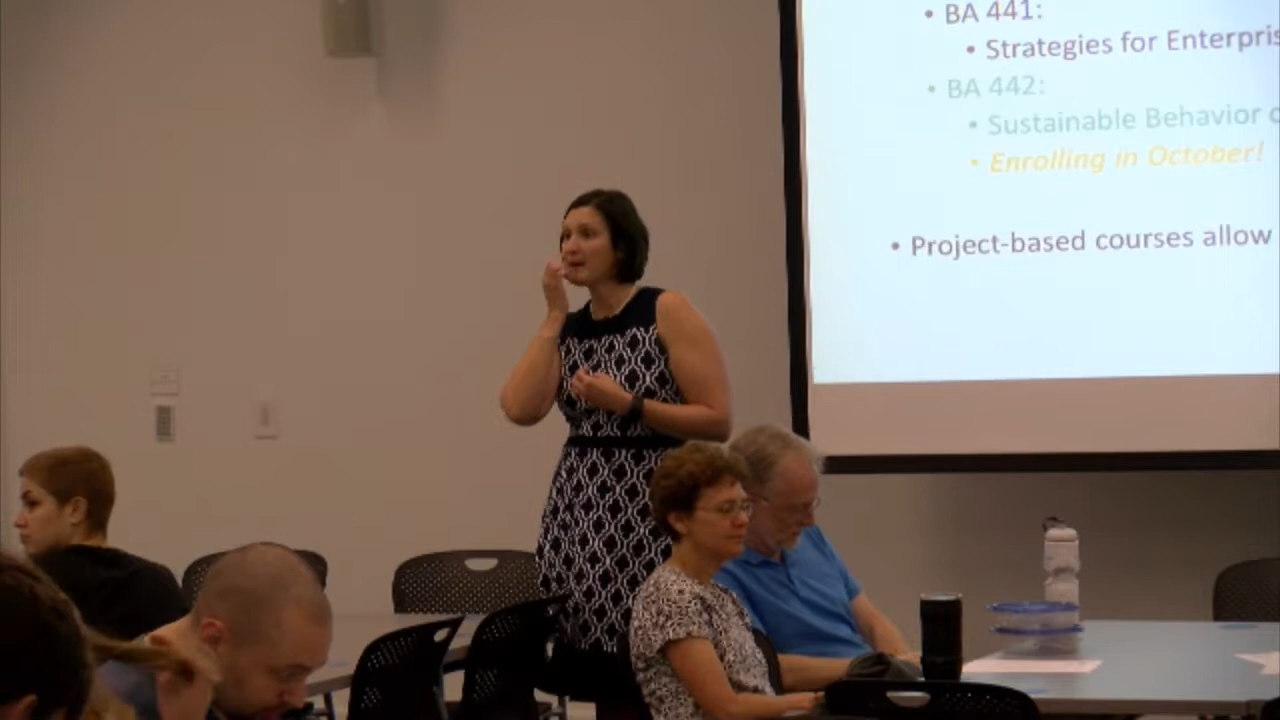 • BA 441:
• Strategies for Enterpris
• BA 442:
• Sustainable Behavior
• Enrolling in October!
• Project-based courses allow